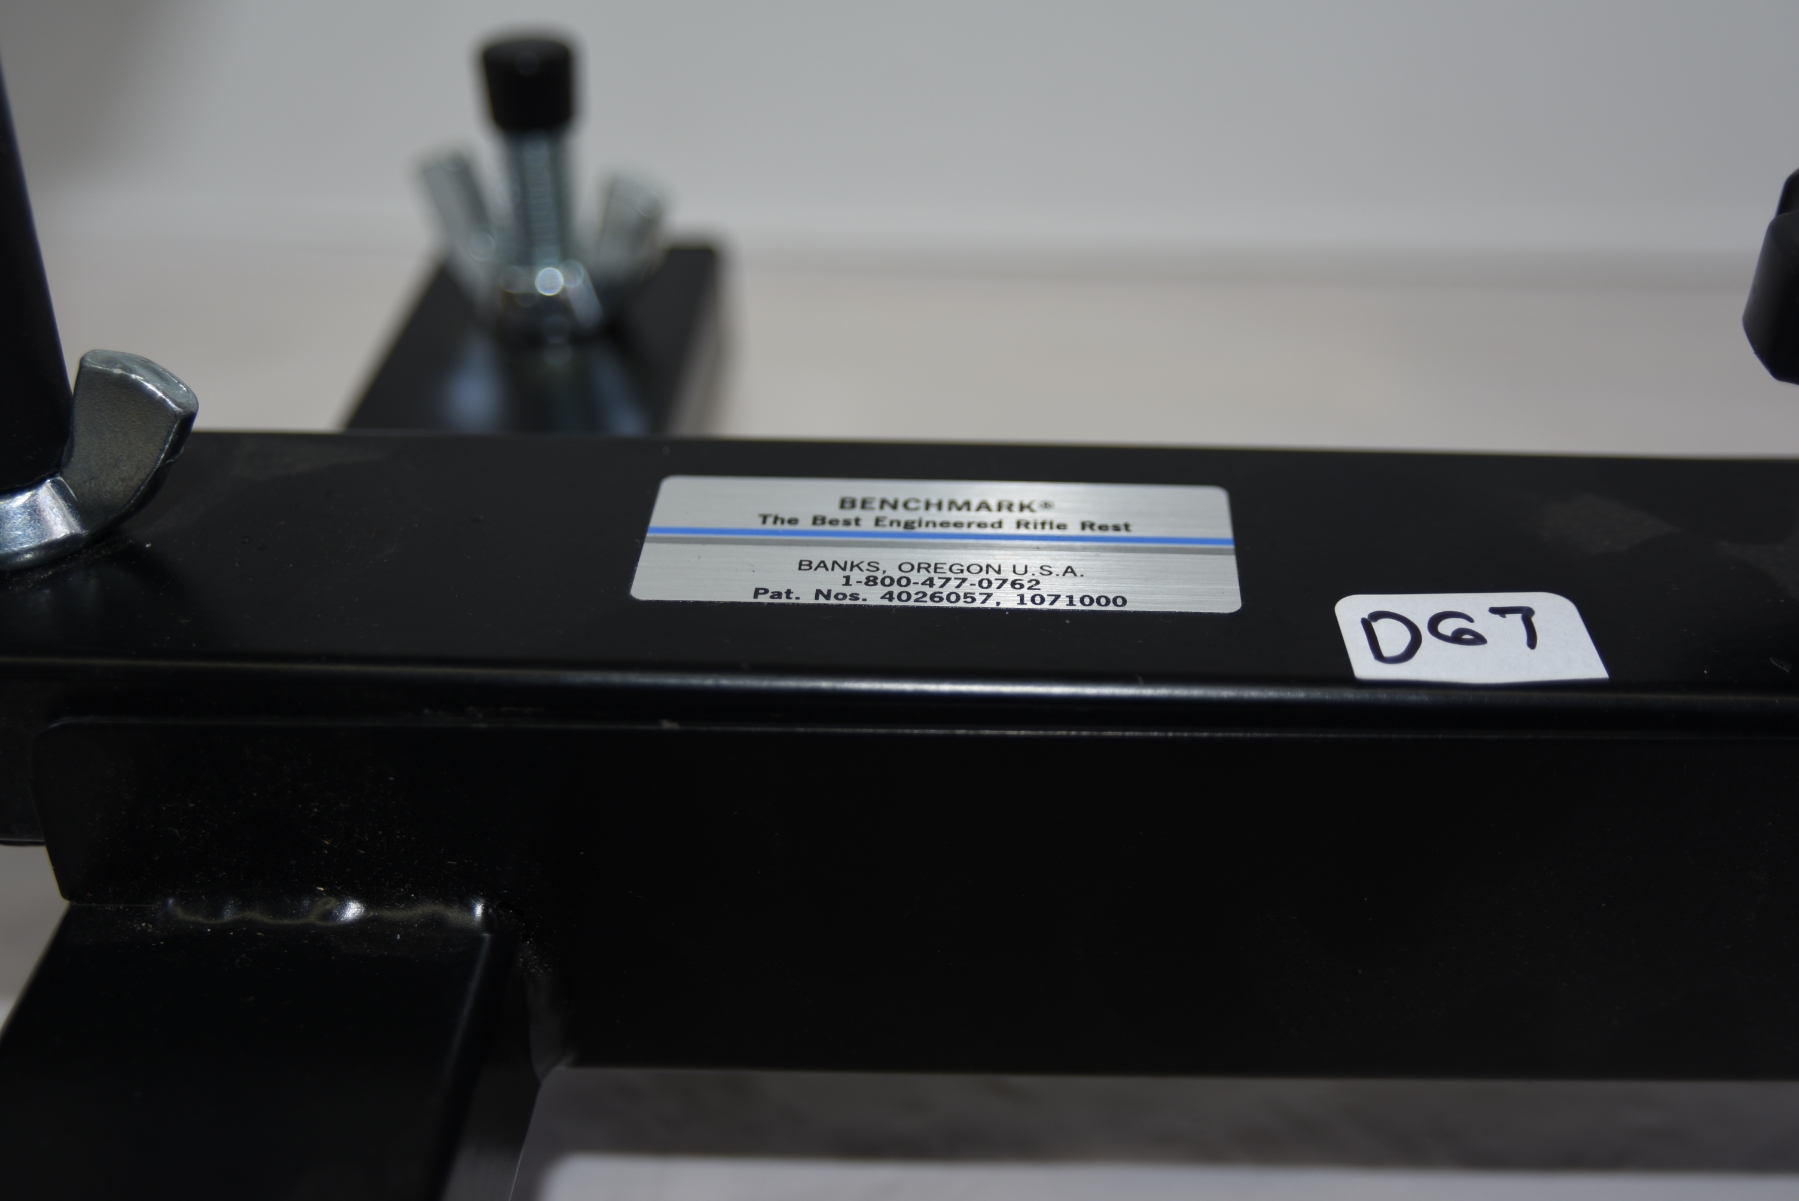 BENCHMARK®
The Best Engineered Rifle Rest
BANKS, OREGON U.S.A.
1-800-477-0762
Pat. Nos. 4026057, 1071000
DG7